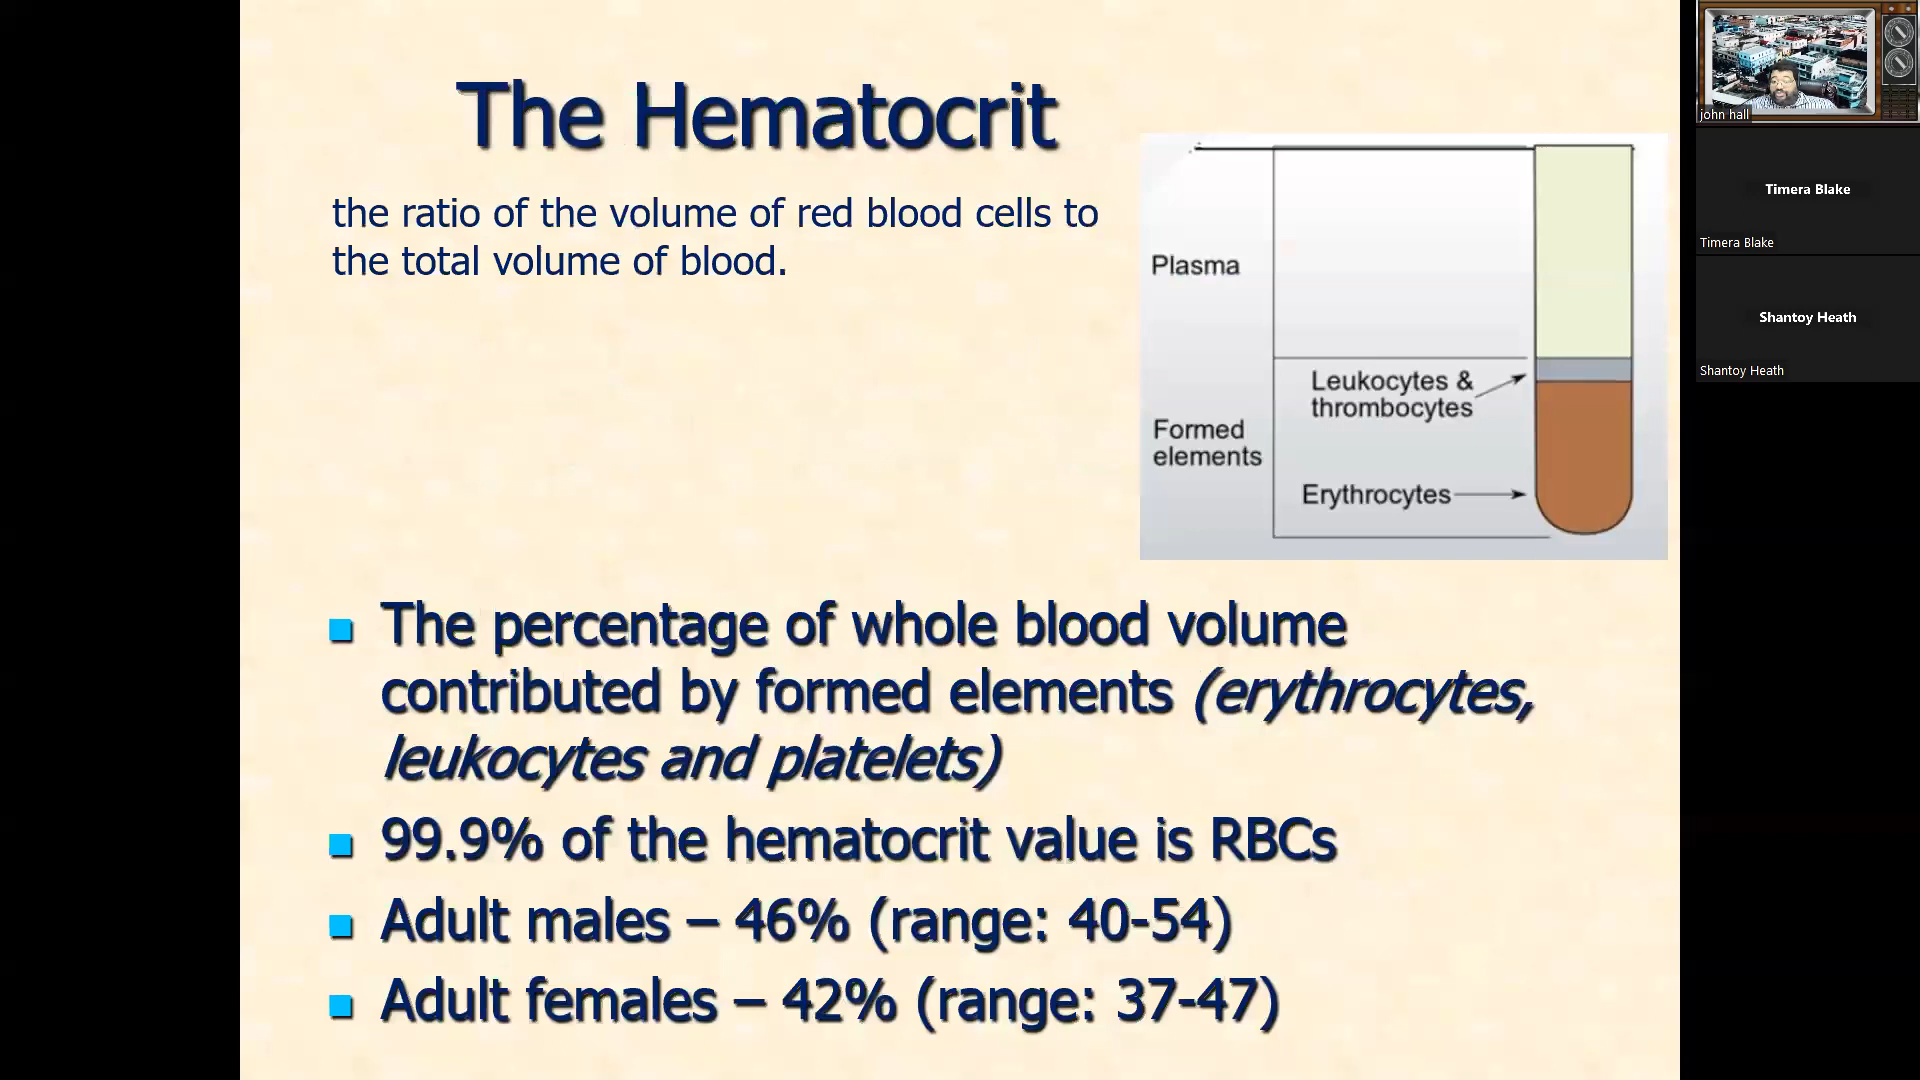 The Hematocrit
the ratio of the volume of red blood cells to
the total volume of blood.
Plasma
Leukocytes &
thrombocytes
Formed
elements
Erythrocytes
The percentage of whole blood volume
contributed by formed elements (erythrocytes,
leukocytes and platelets)
99.9% of the hematocrit value is RBCs
Adult males – 46% (range: 40-54)
Adult females – 42% (range: 37-47)
john hall
Timera Blake
Timera Blake
Shantoy Heath
Shantoy Heath